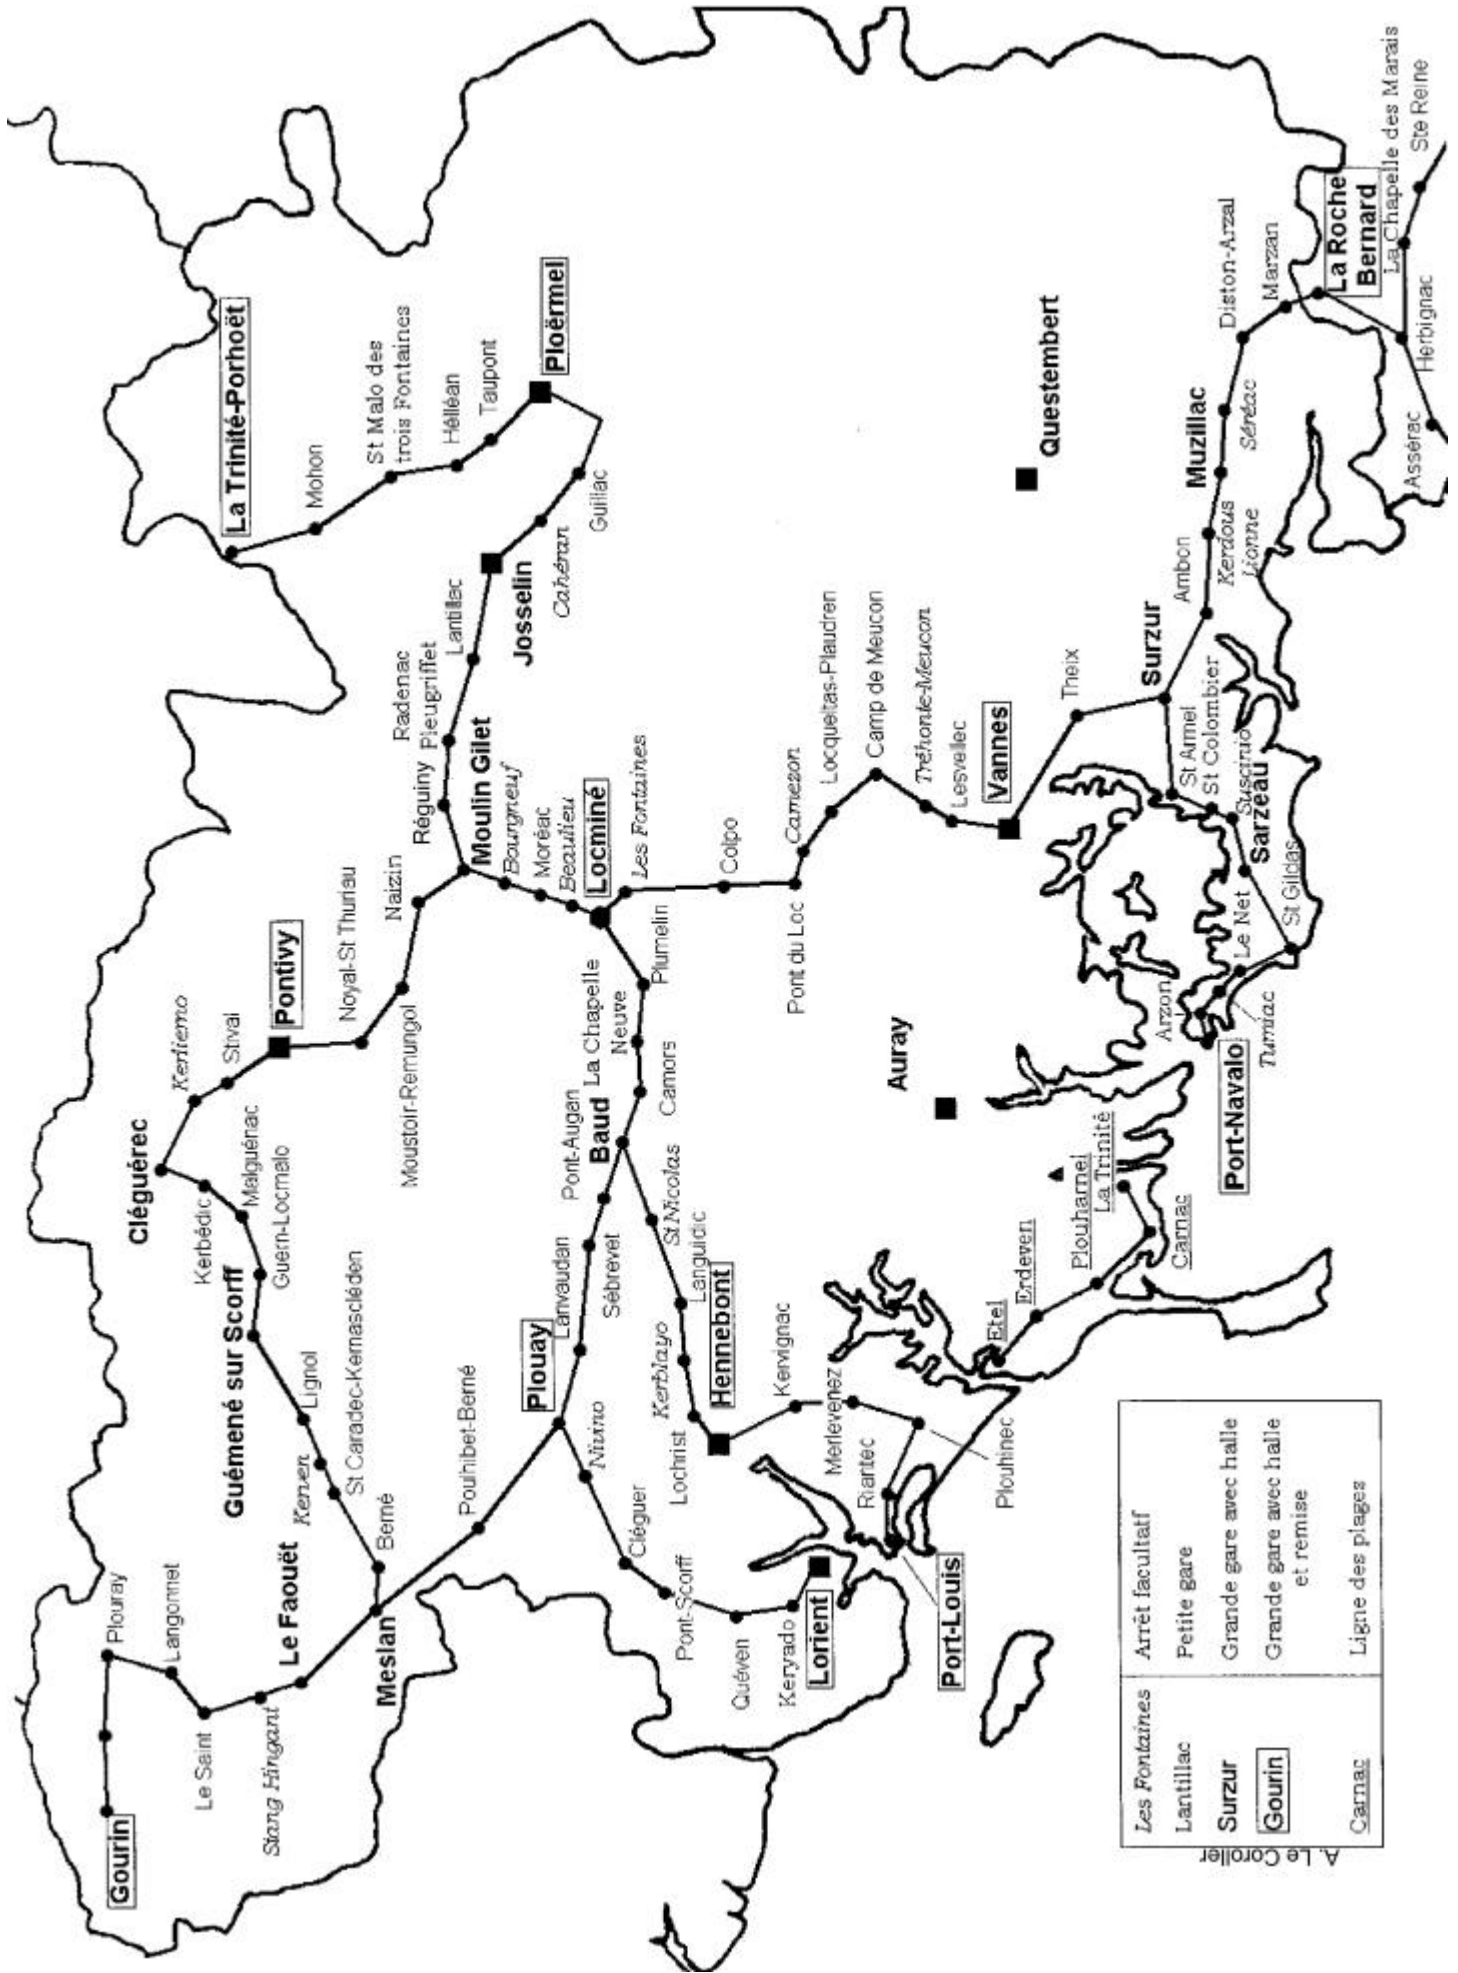 Gourin
Plouray
Langonnet
Le Saint
Stang Hingant
Le Faouët
Meslan
Berné
St Caradec-Kernascléden
Kerven
Lignol
Guémené sur Scorff
Guern-Locmalo
Malguénac
Kerbédic
Cléguérec
Kerliemo
Stival
Pontivy
Noyal-St Thuriau
Moustoir-Remungol
Naizin
Moulin Gilet
Réguiny
Radenac
Pleugriffet
Lantillac
Josselin
Cahéran
Guillac
Ploërmel
Taupont
Hélléan
St Malo des
trois Fontaines
Mohon
La Trinité-Porhoët
Bourgneuf
Moréac
Beaulieu
Locminé
Les Fontaines
Colpo
Pont du Loc
Camezon
Locqueltas-Plaudren
Camp de Meucon
Tréhonie-Meucon
Lesvellec
Vannes
Theix
Surzur
Ambon
Kerdous
Lionne
Muzillac
Séréac
Diston-Arzal
Marzan
La Roche
Bernard
La Chapelle des Marais
Ste Reine
Herbignac
Assérac
Questembert
St Armel
St Colombier
Suscinio
Sarzeau
St Gildas
Le Net
Tumiac
Arzon
Port-Navalo
Auray
Plumelin
La Chapelle
Neuve
Camors
Baud
Pont-Augan
Sébrevet
Lanvaudan
Plouay
Pouhibet-Berné
Nivino
Cléguer
Pont-Scorff
Quéven
Keryado
Lorient
St Nicolas
Languidic
Kerblayo
Lochrist
Hennebont
Kervignac
Merlevenez
Plouhinec
Riantec
Port-Louis
Etel
Erdeven
Plouharnel
Carnac
La Trinité
Les Fontaines Arrêt facultatif
Lantillac Petite gare
Surzur Grande gare avec halle
Gourin Grande gare avec halle
et remise
Carnac Ligne des plages
A. Le Coroller